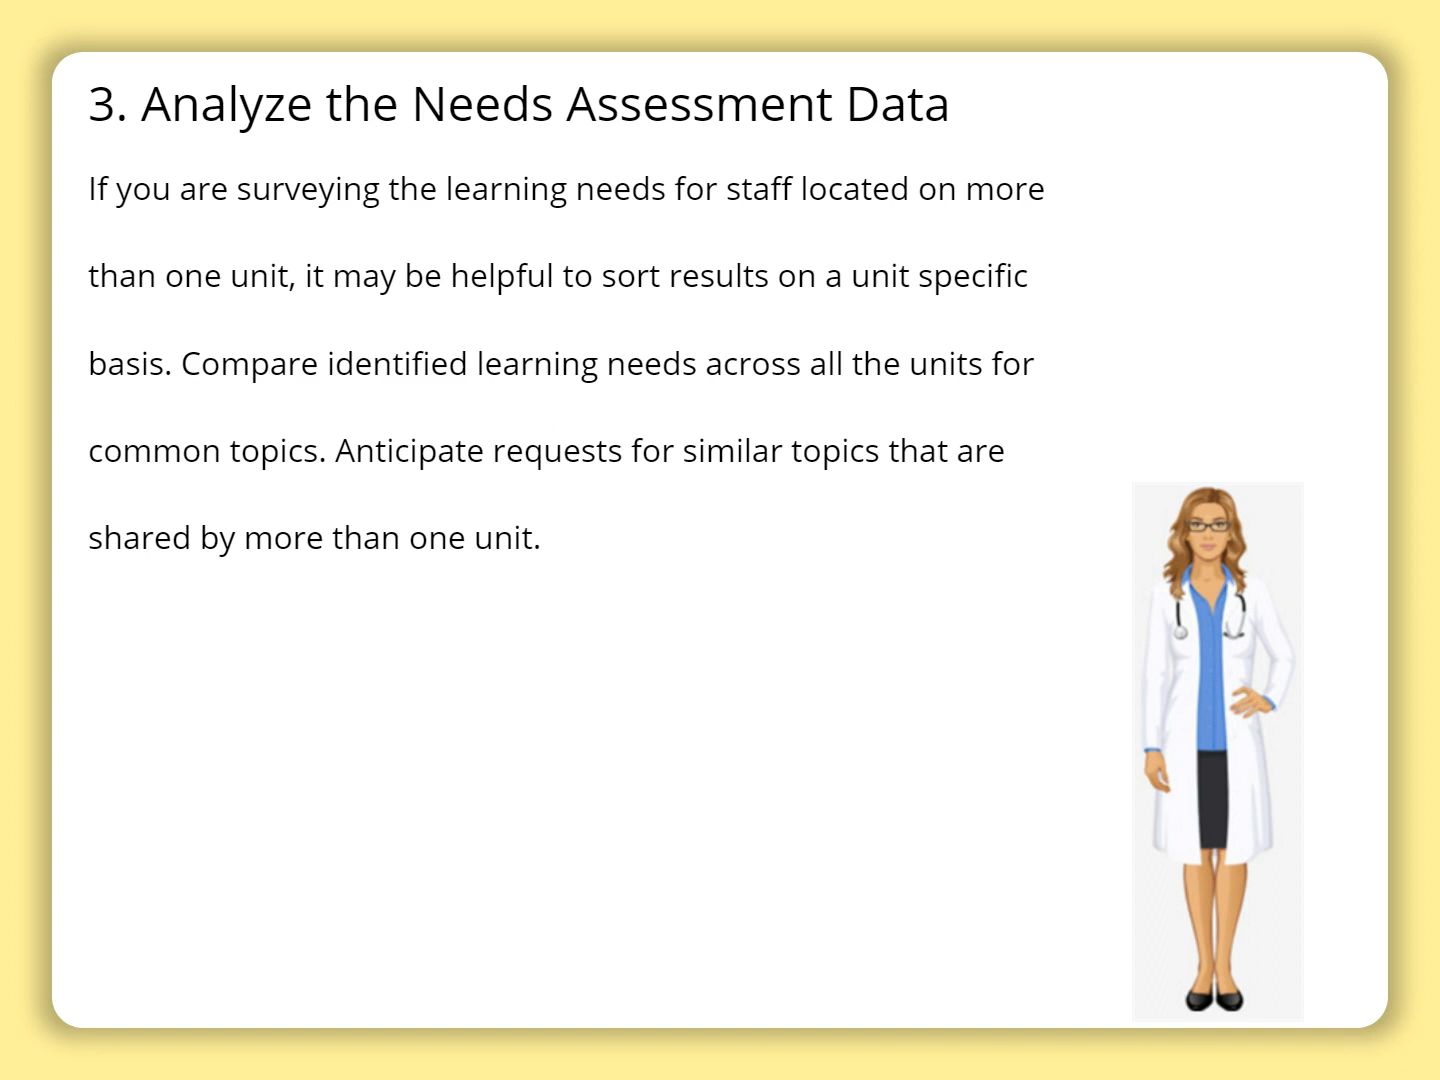 3. Analyze the Needs Assessment Data
If you are surveying the learning needs for staff located on more
than one unit, it may be helpful to sort results on a unit specific
basis. Compare identified learning needs across all the units for
common topics. Anticipate requests for similar topics that are
shared by more than one unit.